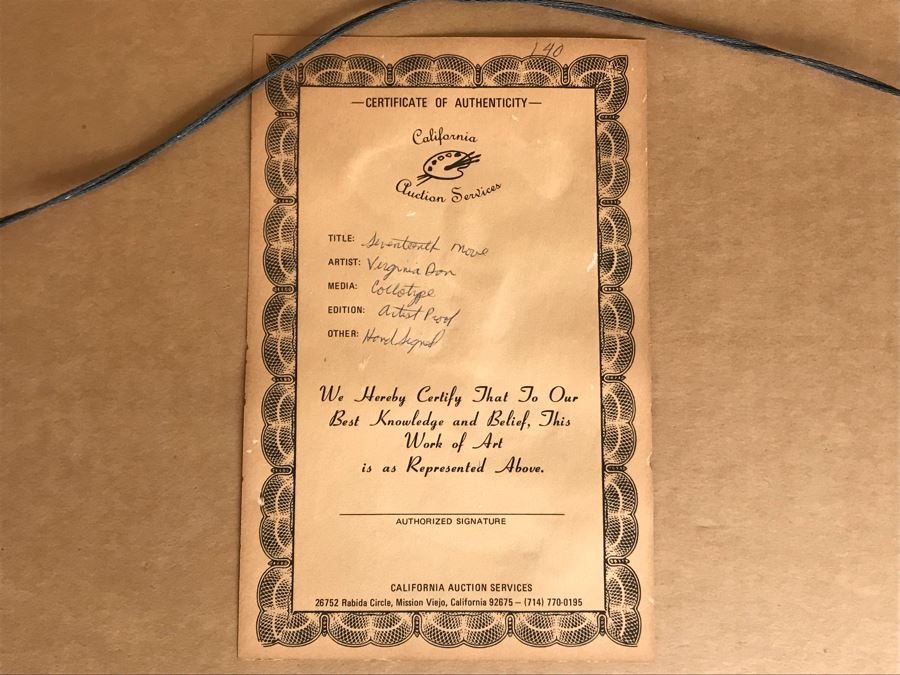 L40
—CERTIFICATE OF AUTHENTICITY—
California
Auction Services
TITLE: Seventeenth Move
ARTIST: Virginia Dan
MEDIA: Collotype
EDITION: Artist Proof
OTHER: Hand Signed
We Hereby Certify That To Our
Best Knowledge and Belief, This
Work of Art
is as Represented Above.
AUTHORIZED SIGNATURE
CALIFORNIA AUCTION SERVICES
26752 Rabida Circle, Mission Viejo, California 92675 – (714) 770-0195